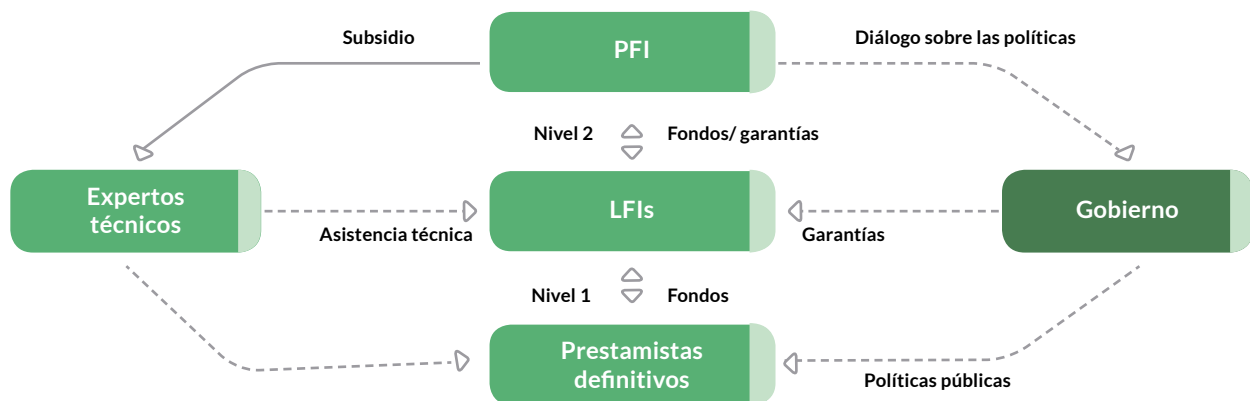 Subsidio
PFI
Diálogo sobre las políticas
Nivel 2
Fondos/ garantías
Expertos
técnicos
LFIs
Gobierno
Asistencia técnica
Garantías
Nivel 1
Fondos
Prestamistas
definitivos
Políticas públicas